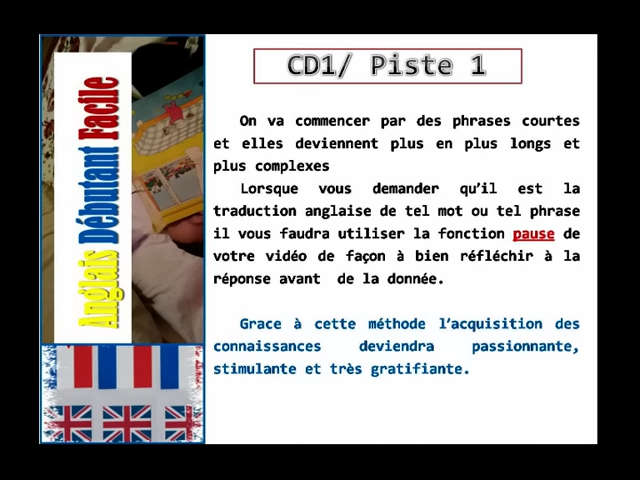 CD1/ Piste 1
Anglais Débutant Facile
On va commencer par des phrases courtes
et elles deviennent plus en plus longs et
plus complexes
Lorsque vous demander qu'il est la
traduction anglaise de tel mot ou tel phrase
il vous faudra utiliser la fonction pause de
votre vidéo de façon à bien réfléchir à la
réponse avant de la donnée.
Grace à cette méthode l'acquisition des
connaissances deviendra passionnante,
stimulante et très gratifiante.